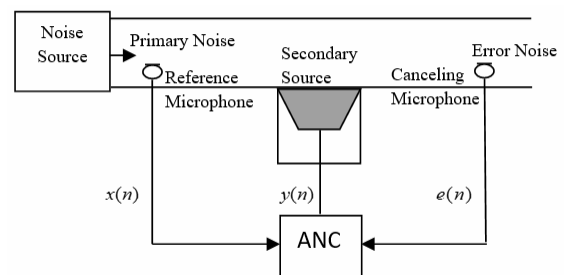 Noise
Source
Primary Noise
Reference
Microphone
Secondary
Source
Canceling
Microphone
Error Noise
x(n)
y(n)
e(n)
ANC